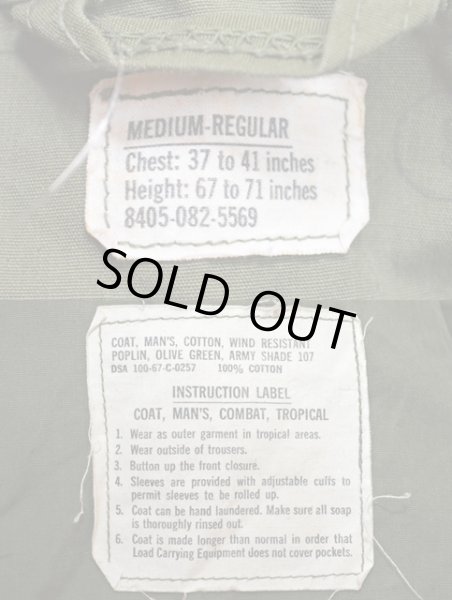 MEDIUM-REGULAR
Chest: 37 to 41 inches
Height: 67 to 71 inches
8405-082-5569
SOLD OUT
COAT, MAN'S, COTTON, WIND RESISTANT
POPLIN, OLIVE GREEN, ARMY SHADE 107
DSA 100-67-C-0257 100% COTTON
INSTRUCTION LABEL
COAT, MAN'S, COMBAT, TROPICAL
1. Wear as outer garment in tropical areas.
2. Wear outside of trousers.
3. Button up the front closure.
4. Sleeves are provided with adjustable cuffs to
permit sleeves to be rolled up.
5. Coat can be hand laundered. Make sure all soap
is thoroughly rinsed out.
6. Coat is made longer than normal in order that
Load Carrying Equipment does not cover pockets.